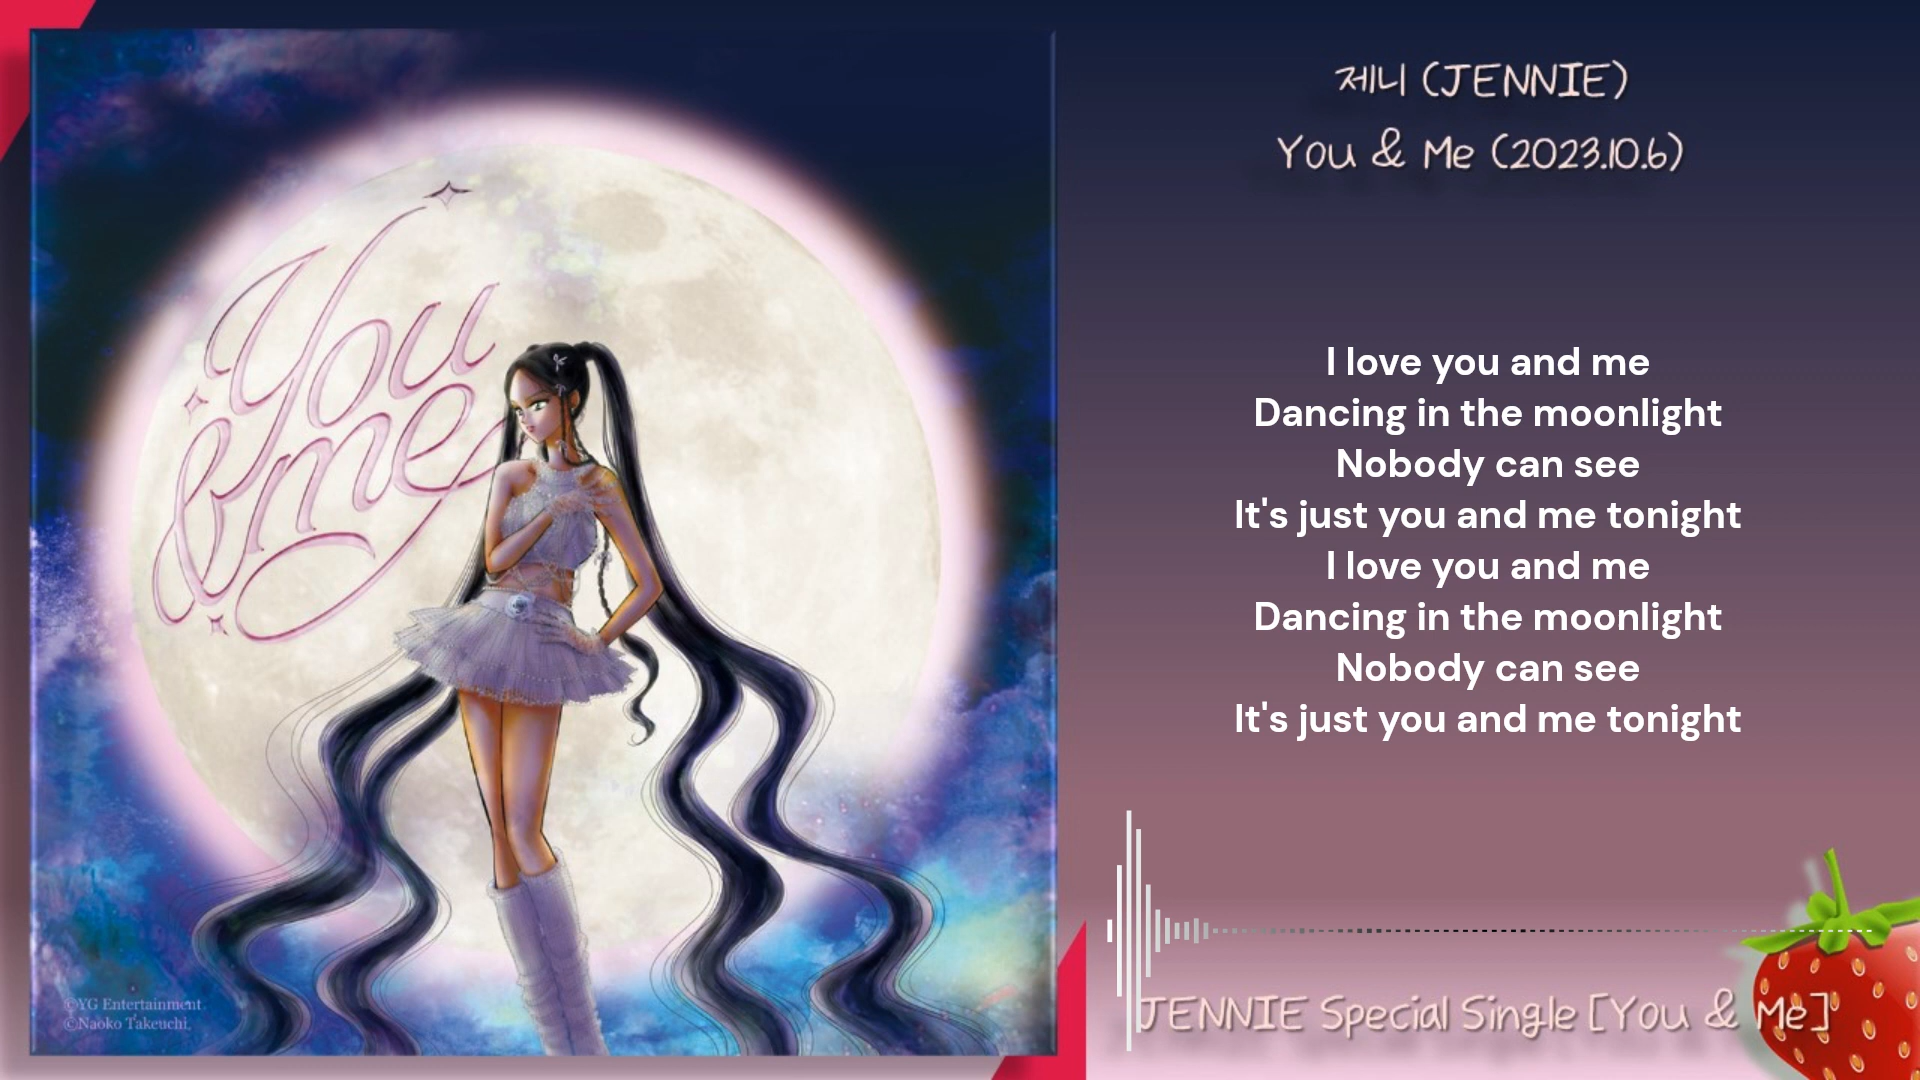 You
& me
©YG Entertainment
©Naoko Takeuchi
제니 (JENNIE)
You & Me (2023.10.6)
I love you and me
Dancing in the moonlight
Nobody can see
It's just you and me tonight
I love you and me
Dancing in the moonlight
Nobody can see
It's just you and me tonight
JENNIE Special Single [You & Me]